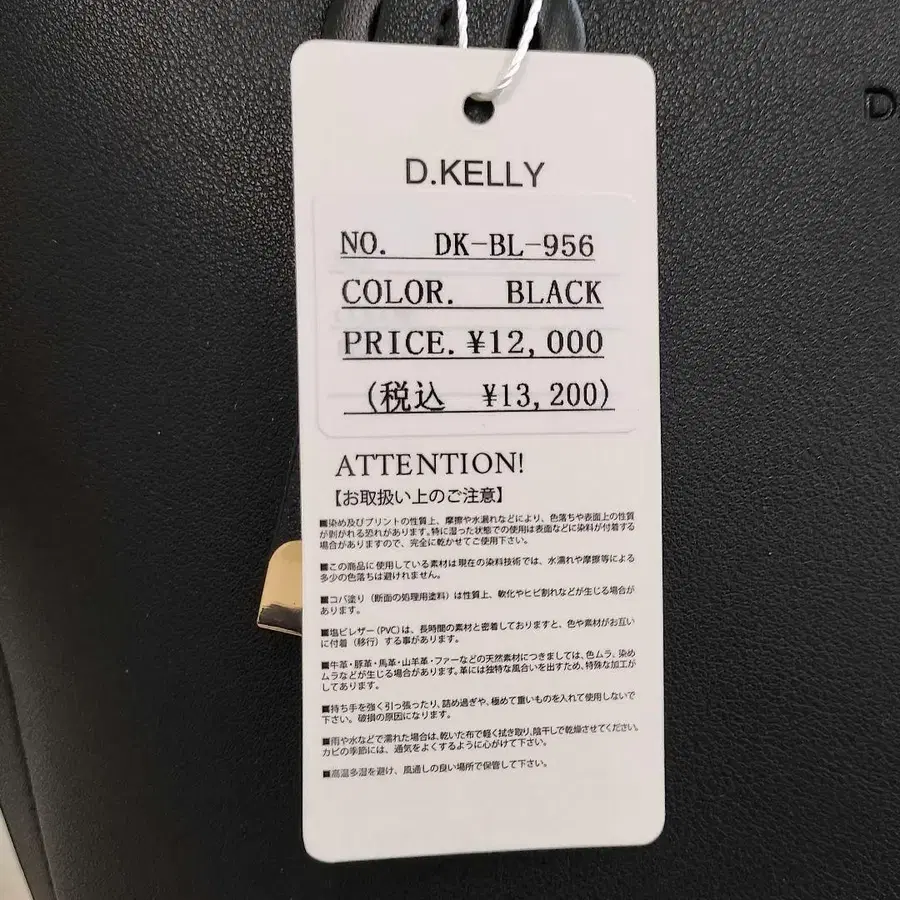 D
D.KELLY
NO. DK-BL-956
COLOR. BLACK
PRICE. ¥12,000
(税込 ¥13,200)
ATTENTION!
【お取扱い上のご注意】
■染め及びプリントの性質上、摩擦や水漏れなどにより、色落ちや表面上の性質
が剥がれる恐れがあります。特に湿った状態での使用は表面などに染料が付着する
場合がありますので、完全に乾かせてご使用下さい。
■この商品に使用している素材は現在の染料技術では、水濡れや摩擦等による
多少の色落ちは避けれません。
■コバ塗り（断面の処理用塗料）は性質上、軟化やヒビ割れなどが生じる場合が
あります。
■塩ビレザー(PVC)は、長時間の素材と密着しておりますと、色や素材がお互い
に付着（移行）する事があります。
■牛革・豚革・馬革・山羊革・ファーなどの天然素材につきましては、色ムラ、染め
ムラなどが生じる場合があります。革には独特な風合いを出すため、特殊な加工が
してあります。
■持ち手を強く引っ張ったり、詰め過ぎや、極めて重いものを入れて使用しないで
下さい。破損の原因になります。
■雨や水などで濡れた場合は、乾いた布で軽く拭き取り、陰干しで乾燥させてください。
カビの季節には、通気をよくするように心がけて下さい。
■高温多湿を避け、風通しの良い場所で保管して下さい。